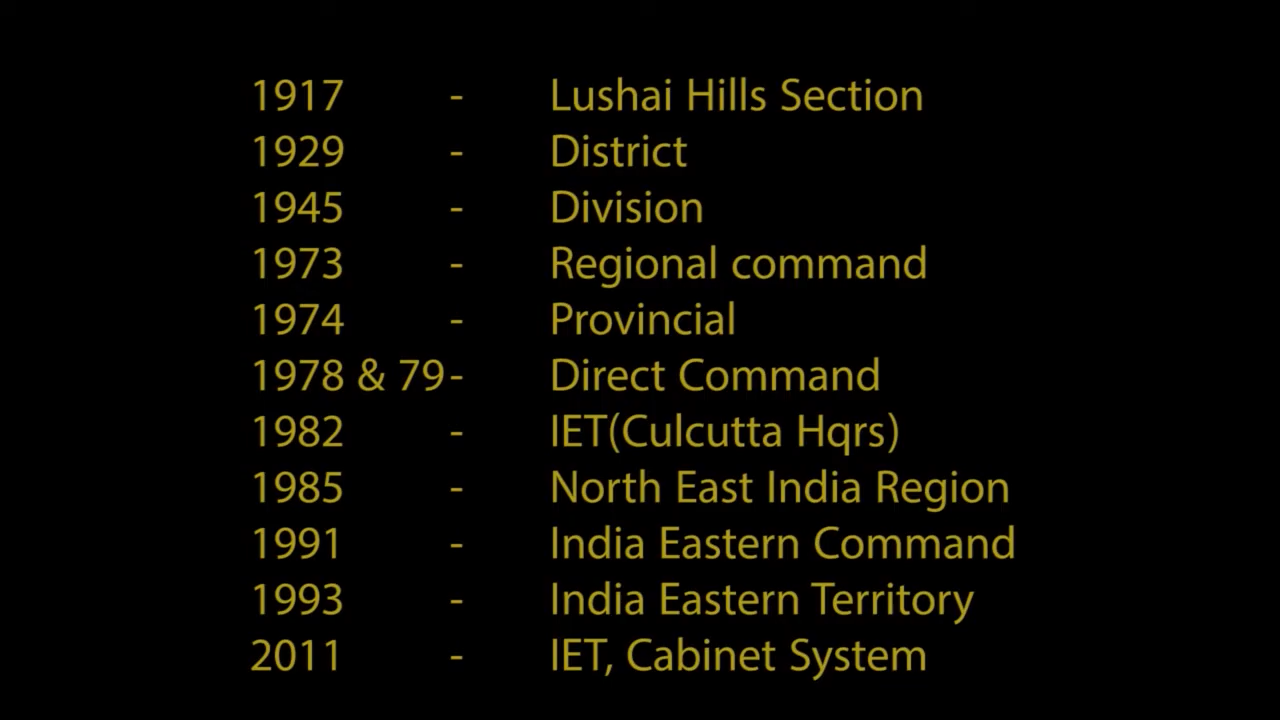 1917 - Lushai Hills Section
1929 - District
1945 - Division
1973 - Regional command
1974 - Provincial
1978 & 79 - Direct Command
1982 - IET(Culcutta Hqrs)
1985 - North East India Region
1991 - India Eastern Command
1993 - India Eastern Territory
2011 - IET, Cabinet System